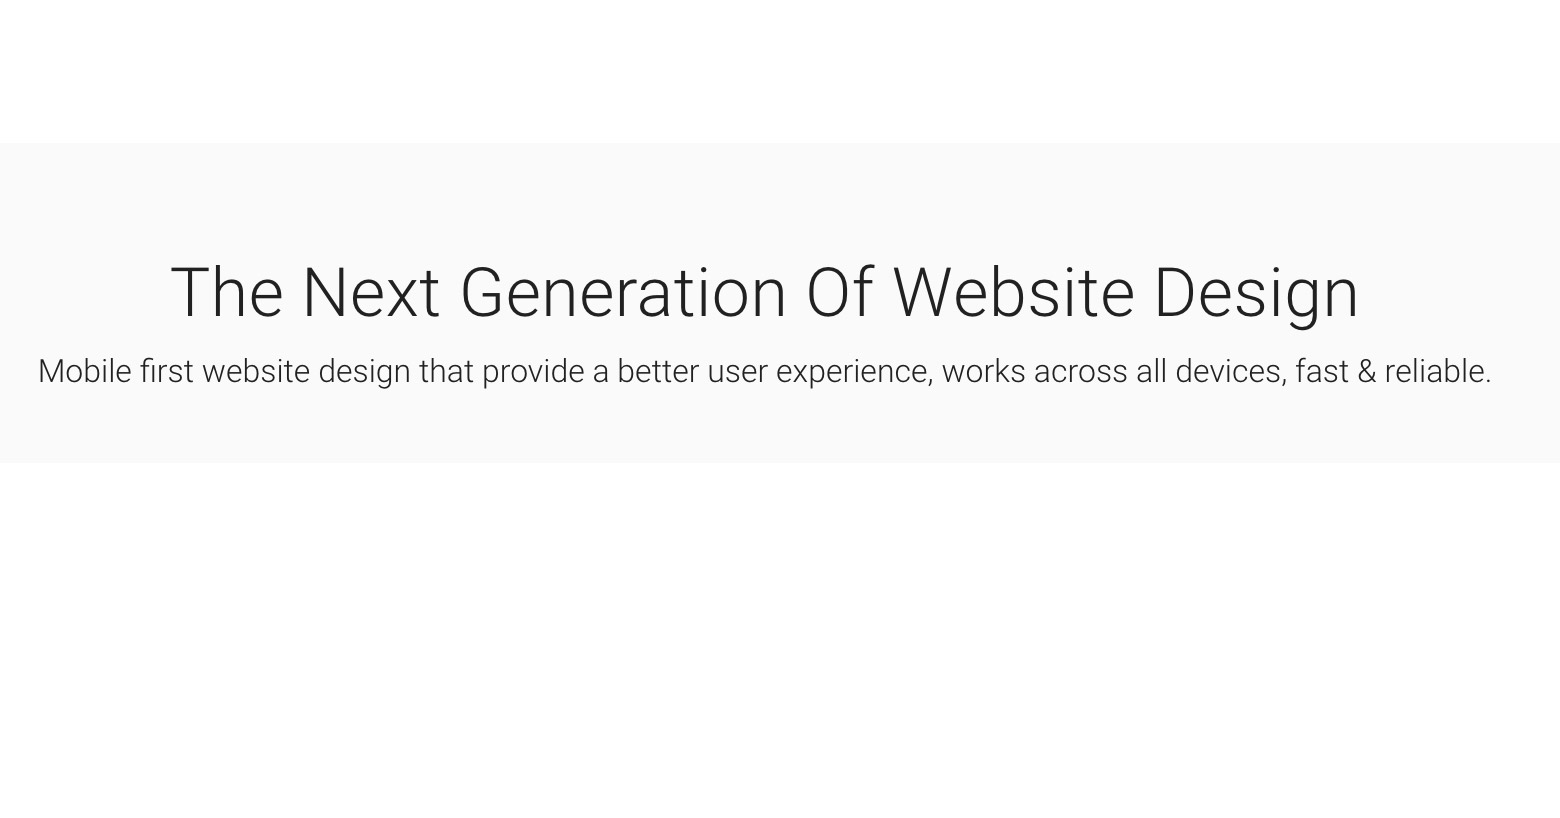 The Next Generation Of Website Design
Mobile first website design that provide a better user experience, works across all devices, fast & reliable.